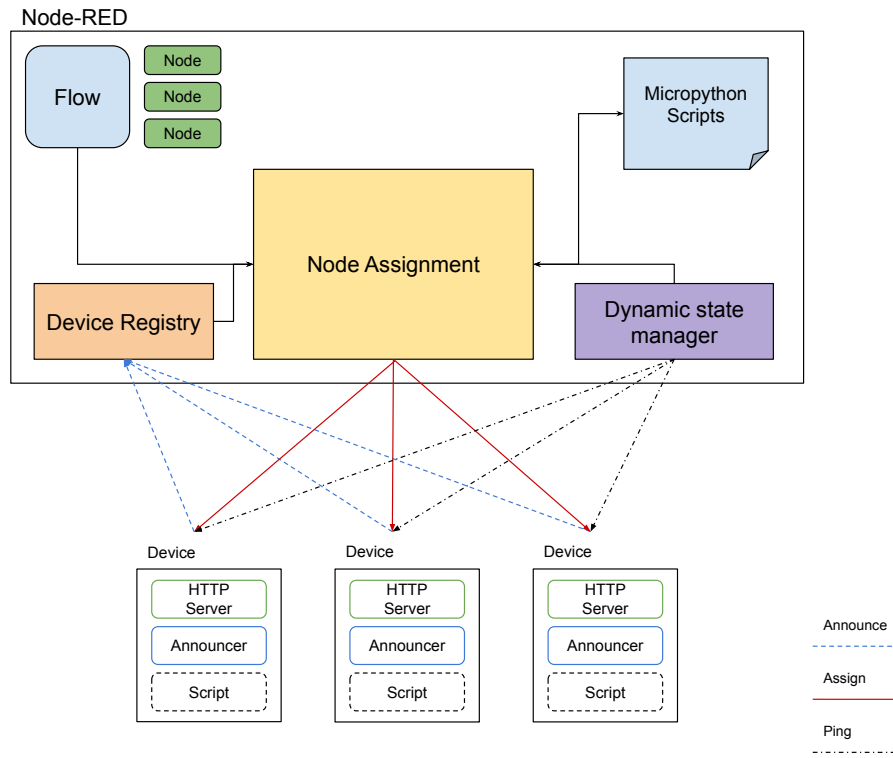 Node-RED
Flow
Node
Node
Node
Micropython
Scripts
Node Assignment
Device Registry
Dynamic state
manager
Device
Device
Device
HTTP
Server
Announcer
Script
HTTP
Server
Announcer
Script
HTTP
Server
Announcer
Script
Announce
Assign
Ping